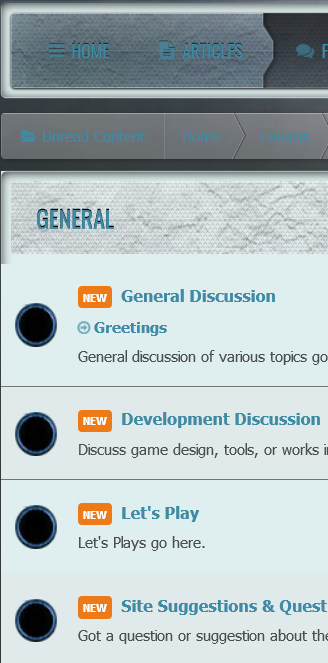 HOME ARTICLES
Unread Content Home Forums
GENERAL
NEW General Discussion
Greetings
General discussion of various topics go
NEW Development Discussion
Discuss game design, tools, or works i
NEW Let's Play
Let's Plays go here.
NEW Site Suggestions & Quest
Got a question or suggestion about the